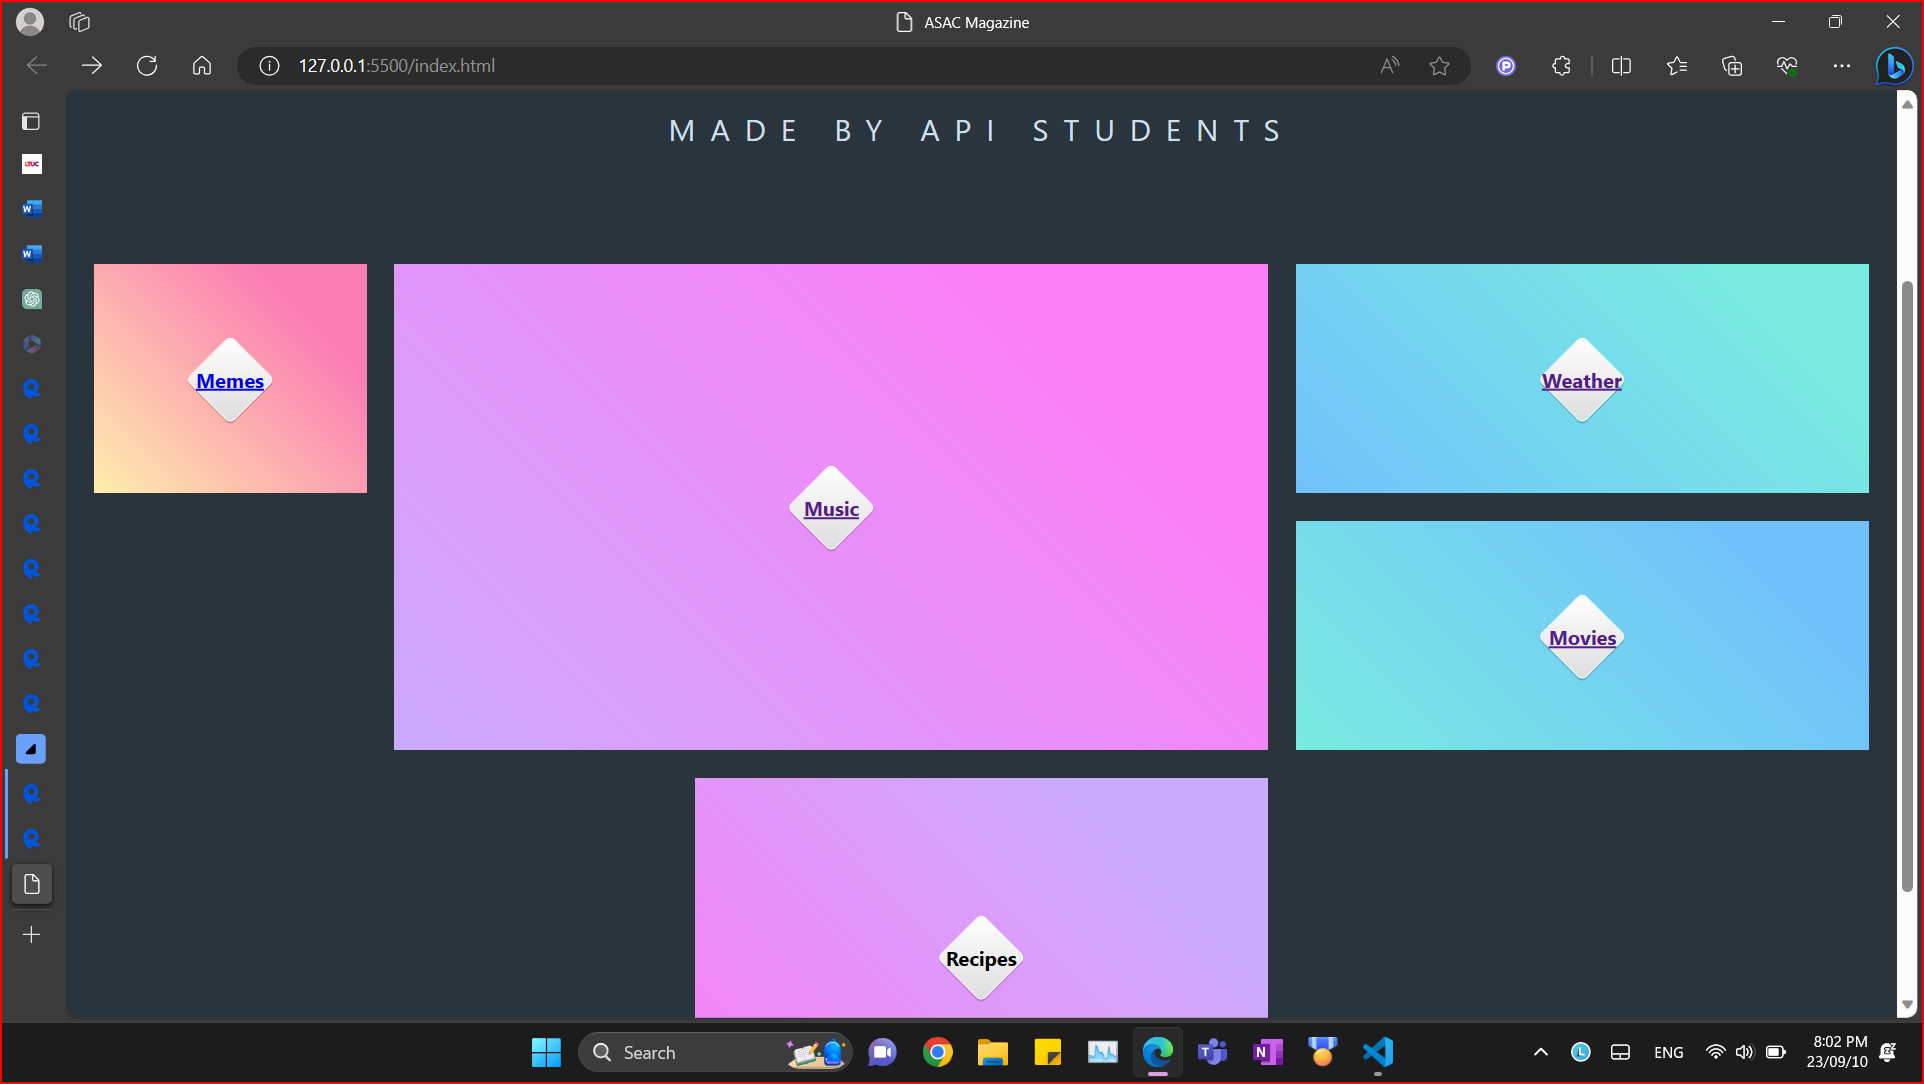 ASAC Magazine
127.0.0.1:5500/index.html
MADE BY API STUDENTS
Memes
Music
Weather
Movies
Recipes
Search
ENG
8:02 PM
23/09/10